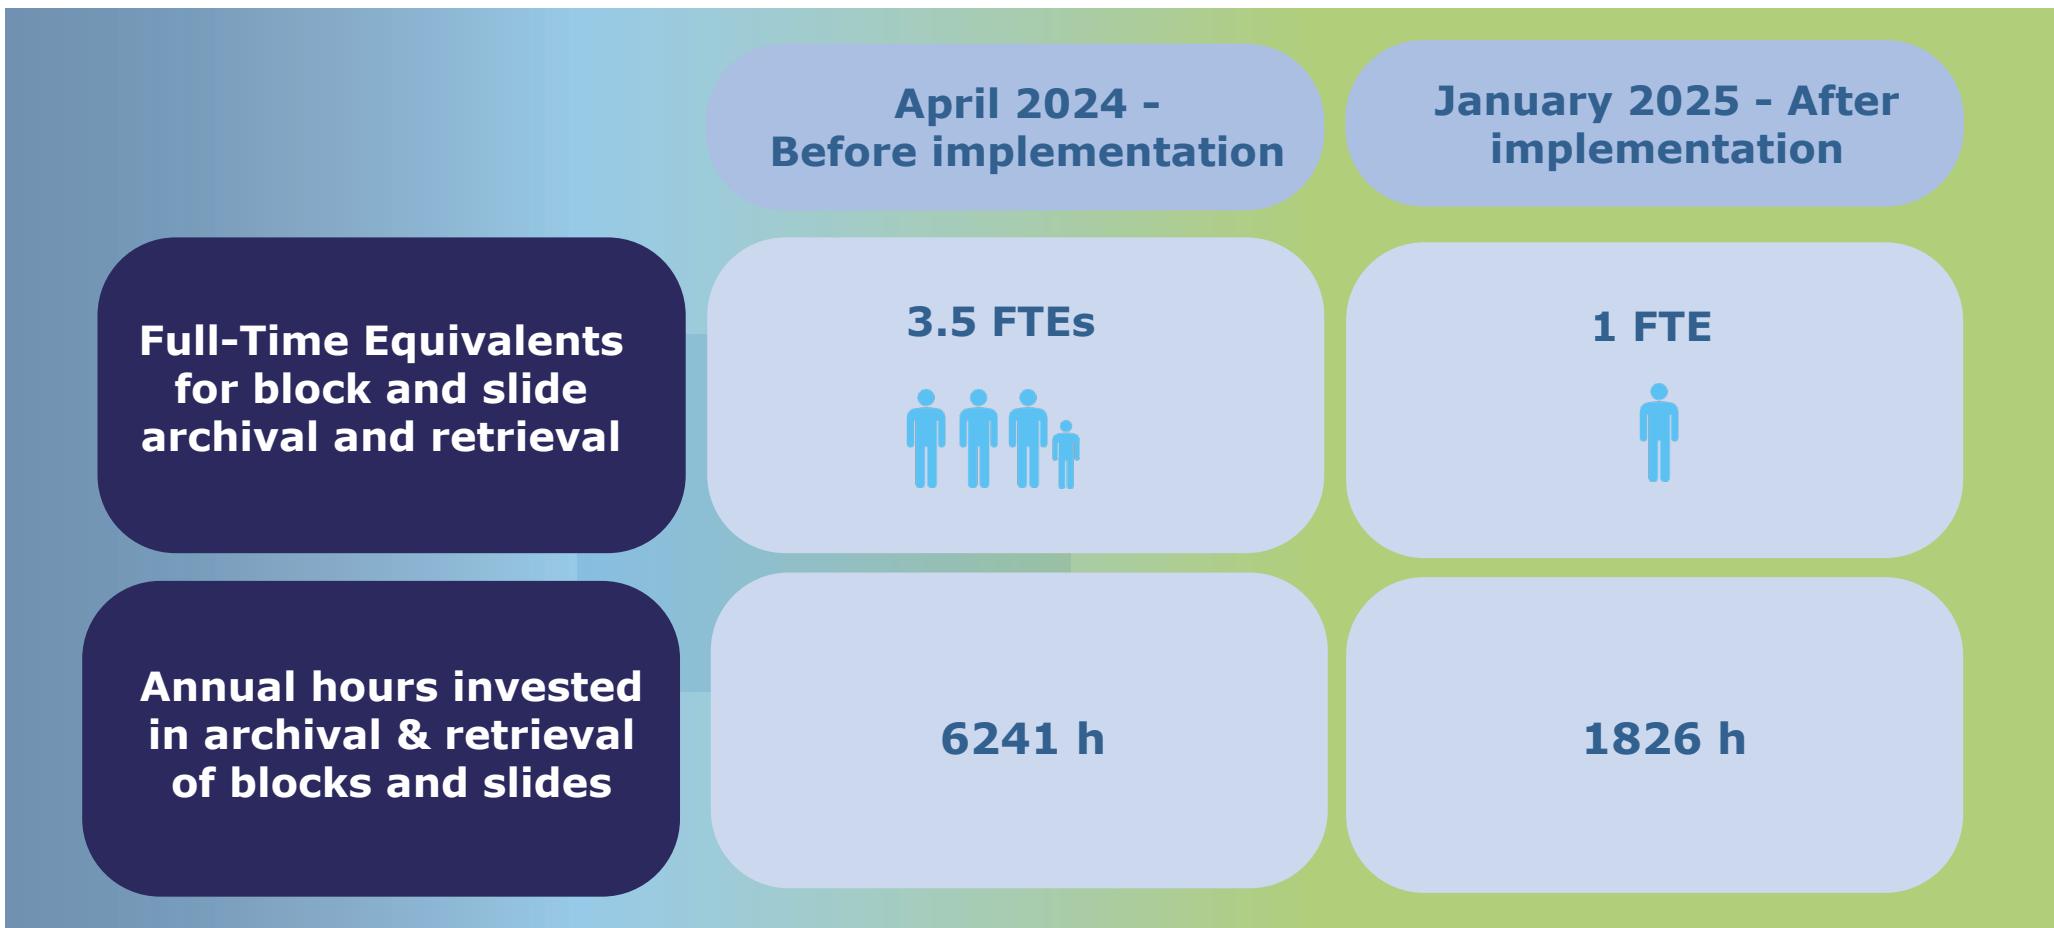 April 2024 –
Before implementation
January 2025 – After
implementation
Full-Time Equivalents
for block and slide
archival and retrieval
3.5 FTEs
1 FTE
Annual hours invested
in archival & retrieval
of blocks and slides
6241 h
1826 h